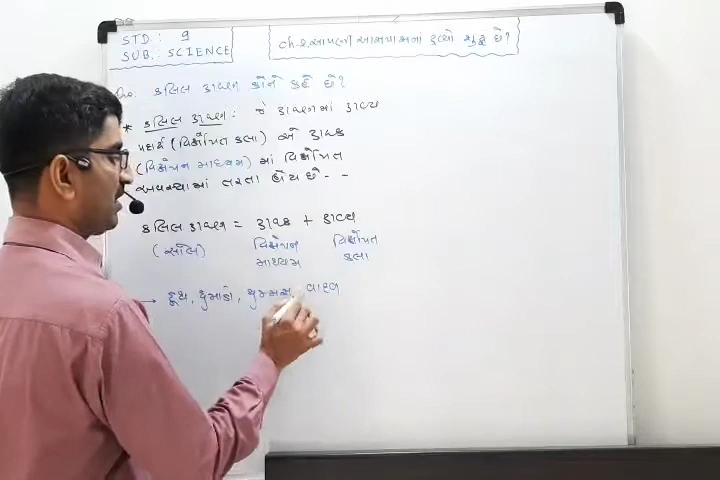 STD : 9
SUB : SCIENCE
ch-2. આપણી આસપાસનાં દ્રવ્યો શુદ્ધ છે ?
કલિલ દ્રાવણ કોને કહે છે ?
* કલિલ દ્રાવણ : જે દ્રાવણમાં દ્રાવ્ય
પદાર્થ (વિક્ષેપિત કલા) એ દ્રાવક
(વિક્ષેપન માધ્યમ) માં વિક્ષેપિત
અવસ્થામાં તરતા હોય છે - -
કલિલ દ્રાવણ = દ્રાવક + દ્રાવ્ય
વિક્ષેપન વિક્ષેપિત
માધ્યમ કલા
→ દૂધ, ધુમાડો, ધુમ્મસ, વાદળ